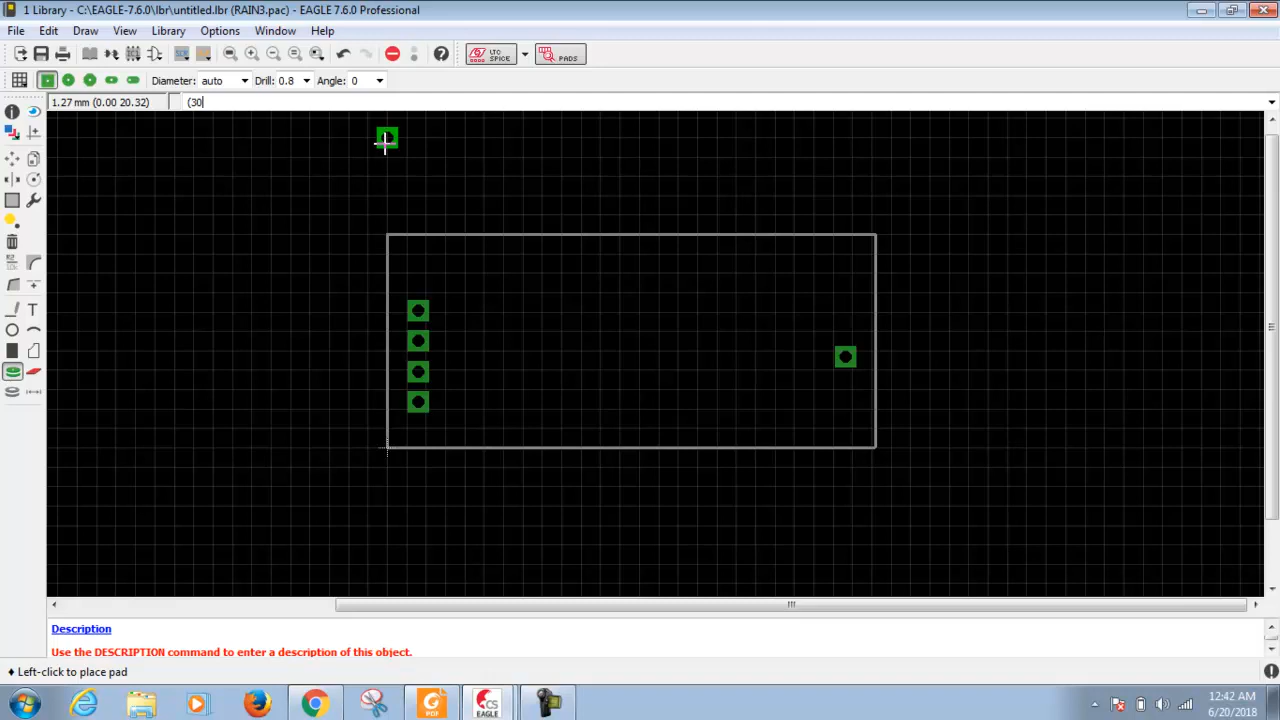 1 Library - C:\EAGLE-7.6.0\lbr\untitled.lbr (RAIN3.pac) - EAGLE 7.6.0 Professional
File Edit Draw View Library Options Window Help
LTC SPICE PADS
Diameter: auto Drill: 0.8 Angle: 0
1.27 mm (0.00 20.32) (30
Description
Use the DESCRIPTION command to enter a description of this object.
♦ Left-click to place pad
PDF CS EAGLE
12:42 AM
6/20/2018